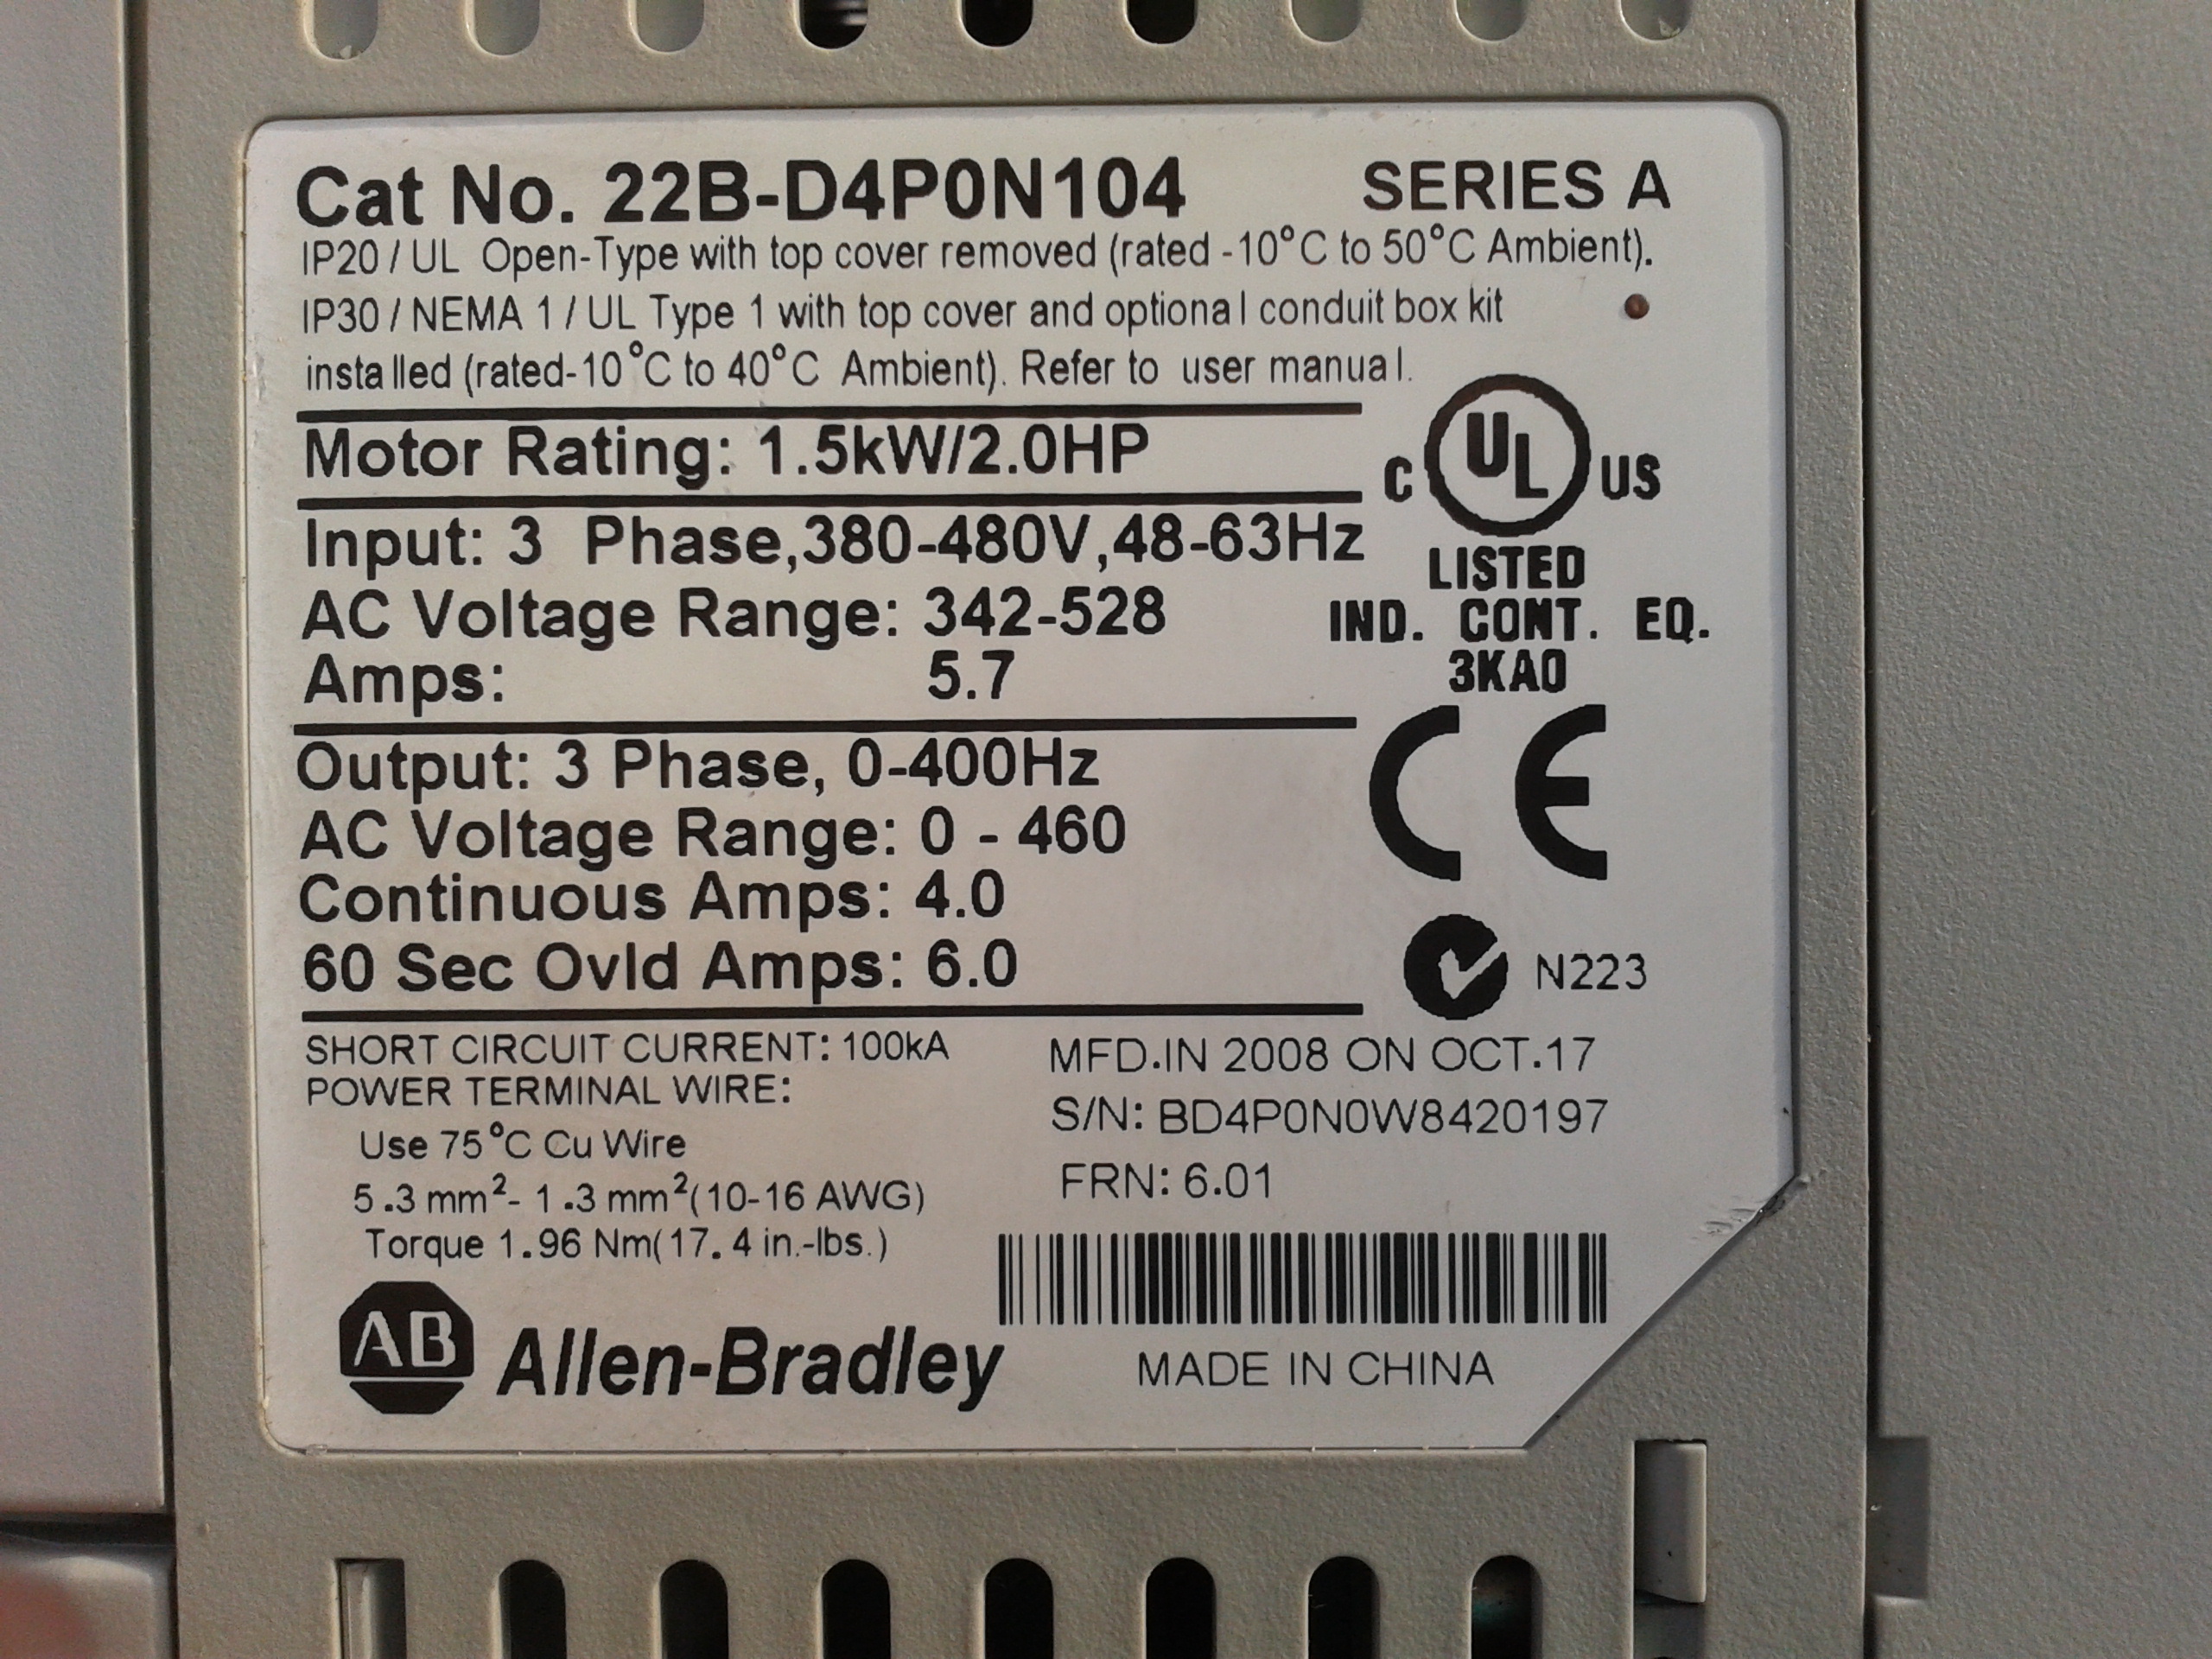 Cat No. 22B-D4P0N104 SERIES A
IP20 / UL Open-Type with top cover removed (rated -10°C to 50°C Ambient).
IP30 / NEMA 1 / UL Type 1 with top cover and optional conduit box kit
installed (rated-10°C to 40°C Ambient). Refer to user manual.
Motor Rating: 1.5kW/2.0HP
C UL US
LISTED
IND. CONT. EQ.
3KA0
Input: 3 Phase,380-480V,48-63Hz
AC Voltage Range: 342-528
Amps: 5.7
CE
Output: 3 Phase, 0-400Hz
AC Voltage Range: 0 - 460
Continuous Amps: 4.0
60 Sec Ovld Amps: 6.0
N223
SHORT CIRCUIT CURRENT: 100kA
POWER TERMINAL WIRE:
Use 75°C Cu Wire
5.3 mm²- 1.3 mm²(10-16 AWG)
Torque 1.96 Nm(17.4 in.-lbs.)
MFD.IN 2008 ON OCT.17
S/N: BD4P0N0W8420197
FRN: 6.01
AB Allen-Bradley
MADE IN CHINA